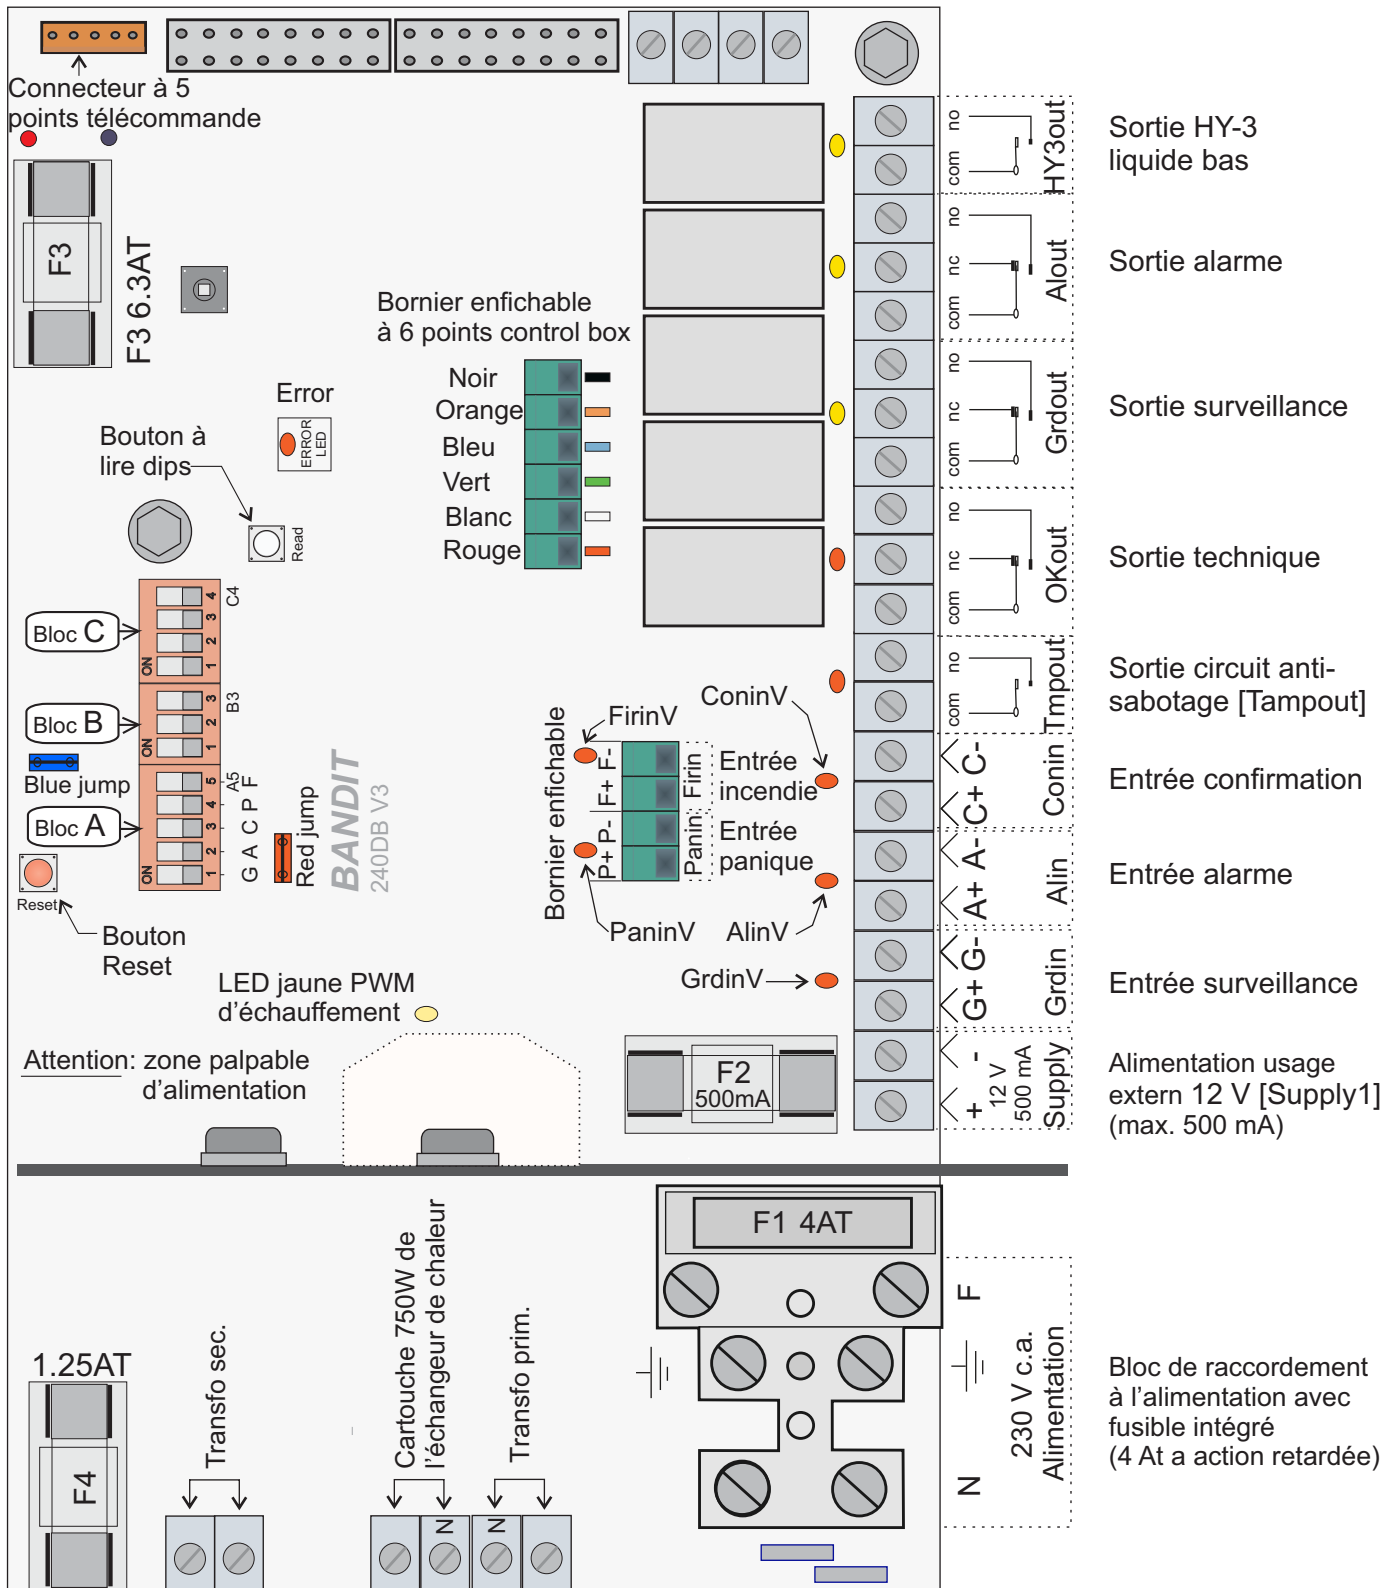 Connecteur à 5
points télécommande
F3
F3 6.3AT
Error
ERROR
LED
Bouton à
lire dips
Read
Bornier enfichable
à 6 points control box
Noir
Orange
Bleu
Vert
Blanc
Rouge
Bloc C
ON
1
2
3
4
C4
Bloc B
ON
1
2
3
B3
Blue jump
Bloc A
ON
1
2
3
4
5
A5
G A C P F
Red jump
BANDIT
240DB V3
Reset
Bouton
Reset
FirinV
ConinV
Bornier enfichable
P+ P- F+ F-
Firin
Panin
Entrée
incendie
Entrée
panique
PaninV
AlinV
GrdinV
LED jaune PWM
d'échauffement
Attention: zone palpable
d'alimentation
F2
500mA
com no
HY3out
Sortie HY-3
liquide bas
com nc no
Alout
Sortie alarme
com nc no
Grdout
Sortie surveillance
com nc no
OKout
Sortie technique
com no
Tmpout
Sortie circuit anti-
sabotage [Tampout]
C+ C-
Conin
Entrée confirmation
A+ A-
Alin
Entrée alarme
G+ G-
Grdin
Entrée surveillance
+ -
12 V
500 mA
Supply
Alimentation usage
extern 12 V [Supply1]
(max. 500 mA)
F1 4AT
F
N
230 V c.a.
Alimentation
Bloc de raccordement
à l'alimentation avec
fusible intégré
(4 At a action retardée)
1.25AT
F4
Transfo sec.
Cartouche 750W de
l'échangeur de chaleur
Transfo prim.
N
N